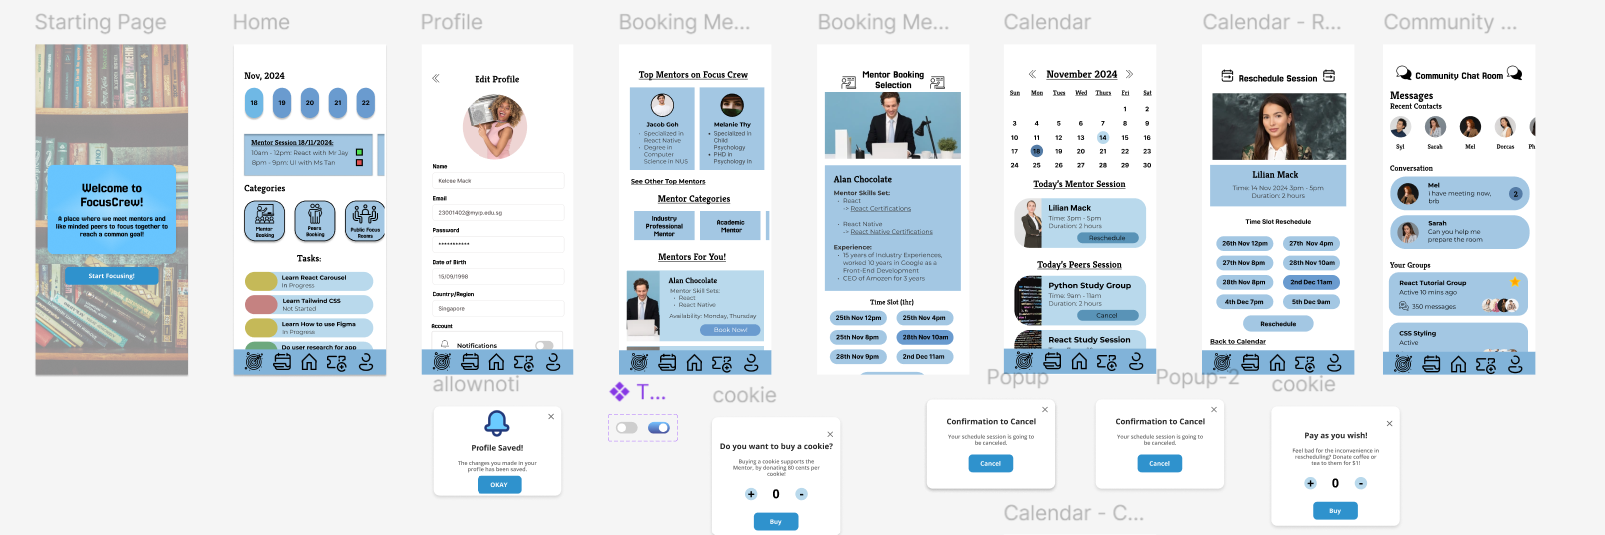 Starting Page
Home
Profile
Booking Me...
Booking Me...
Calendar
Calendar - R...
Community ...
Welcome to
FocusCrew!
A place where we meet mentors and
like minded peers to focus together to
reach a common goal!
Start Focusing!
Nov, 2024
18 19 20 21 22
Mentor Session 18/11/2024:
10am - 12pm: React with Mr Jay
8pm - 9pm: UI with Ms Tan
Categories
Mentor
Booking
Peers
Booking
Public Focus
Rooms
Tasks:
Learn React Carousel
In Progress
Learn Tailwind CSS
Not Started
Learn How to use Figma
In Progress
Do user research for app
Edit Profile
Name
Kelcee Mack
Email
23001402@myrp.edu.sg
Password
***********
Date of Birth
15/09/1998
Country/Region
Singapore
Account
Notifications
Top Mentors on Focus Crew
Jacob Goh
Specialized in
React Native
Degree in
Computer
Science in NUS
Melanie Thy
Specialized in
Child
Psychology
PHD in
Psychology in
See Other Top Mentors
Mentor Categories
Industry
Professional
Mentor
Academic
Mentor
Mentors For You!
Alan Chocolate
Mentor Skill Sets:
React
React Native
Availability: Monday, Thursday
Book Now!
Mentor Booking
Selection
Alan Chocolate
Mentor Skills Set:
React
-> React Certifications
React Native
-> React Native Certifications
Experience:
15 years of Industry Experiences,
worked 10 years in Google as a
Front-End Development
CEO of Amozen for 3 years
Time Slot (1hr)
25th Nov 12pm
25th Nov 4pm
25th Nov 8pm
28th Nov 10am
28th Nov 9pm
2nd Dec 11am
November 2024
Sun Mon Tues Wed Thurs Fri Sat
1 2
3 4 5 6 7 8 9
10 11 12 13 14 15 16
17 18 19 20 21 22 23
24 25 26 27 28 29 30
Today's Mentor Session
Lilian Mack
Time: 3pm - 5pm
Duration: 2 hours
Reschedule
Today's Peers Session
Python Study Group
Time: 9am - 11am
Duration: 2 hours
Cancel
React Study Session
Reschedule Session
Lilian Mack
Time: 14 Nov 2024 3pm - 5pm
Duration: 2 hours
Time Slot Reschedule
26th Nov 12pm
27th Nov 4pm
27th Nov 8pm
28th Nov 10am
28th Nov 8pm
2nd Dec 11am
4th Dec 7pm
5th Dec 9am
Reschedule
Back to Calendar
Community Chat Room
Messages
Recent Contacts
Syl Sarah Mel Dercas Ph
Conversation
Mel
I have meeting now,
brb
2
Sarah
Can you help me
prepare the room
Your Groups
React Tutorial Group
Active 10 mins ago
350 messages
CSS Styling
Active
allownoti
T...
cookie
Popup
Popup-2
cookie
Profile Saved!
The changes you made in your
profile has been saved.
OKAY
Do you want to buy a cookie?
Buying a cookie supports the
Mentor, by donating 80 cents per
cookie!
+ 0 -
Buy
Confirmation to Cancel
Your schedule session is going to
be canceled.
Cancel
Confirmation to Cancel
Your schedule session is going to
be canceled.
Cancel
Pay as you wish!
Feel bad for the inconvenience in
rescheduling? Donate coffee or
tea to them for $1!
+ 0 -
Buy
Calendar - C...